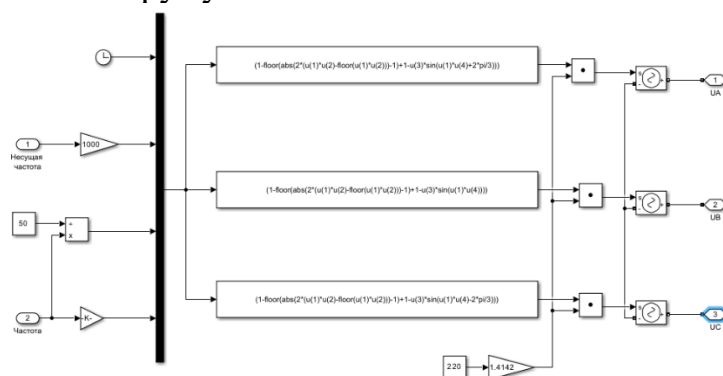 (1-floor(abs(2*(u(1)*u(2)-floor(u(1)*u(2)))-1)+1-u(3)*sin(u(1)*u(4)+2*pi/3)))
s
-
+
1
UA
1
1000
Несущая
частота
(1-floor(abs(2*(u(1)*u(2)-floor(u(1)*u(2)))-1)+1-u(3)*sin(u(1)*u(4))))
s
-
+
2
UB
50
÷
x
(1-floor(abs(2*(u(1)*u(2)-floor(u(1)*u(2)))-1)+1-u(3)*sin(u(1)*u(4)-2*pi/3)))
s
-
+
3
UC
2
-K-
Частота
220
1.4142